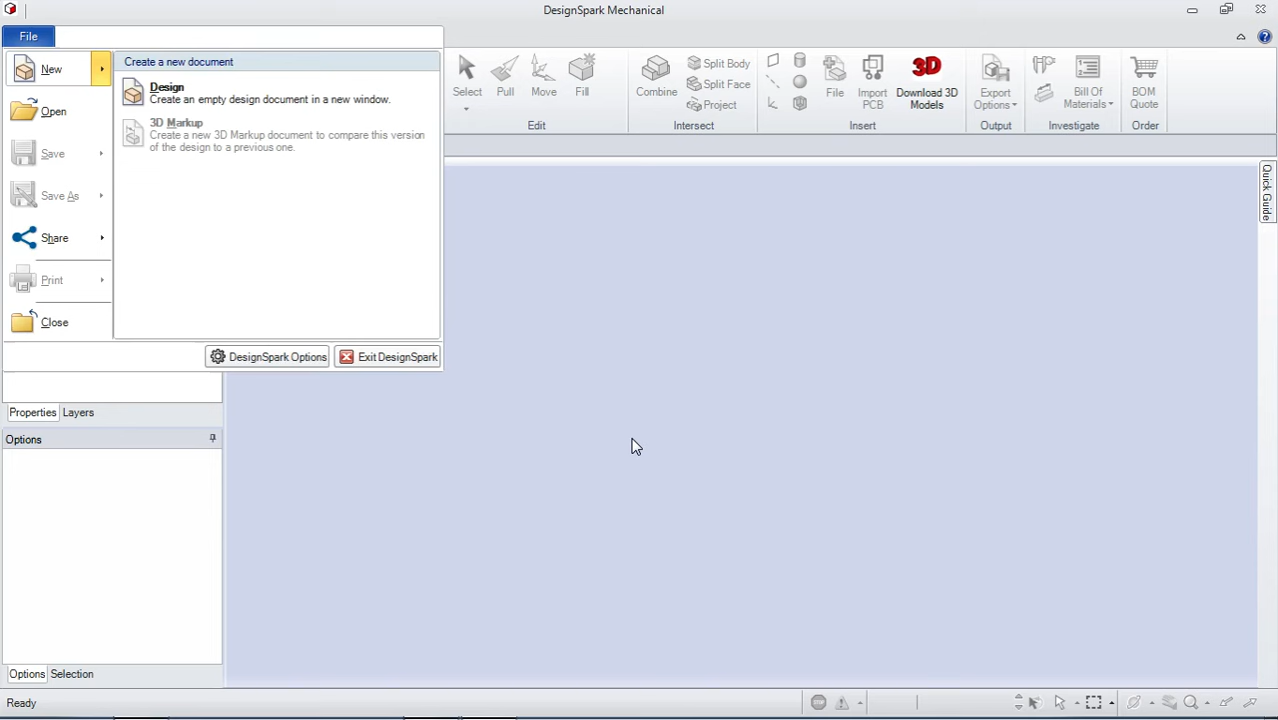 DesignSpark Mechanical
File
New
Create a new document
Design
Create an empty design document in a new window.
3D Markup
Create a new 3D Markup document to compare this version
of the design to a previous one.
Open
Save
Save As
Share
Print
Close
DesignSpark Options
Exit DesignSpark
Select
Pull
Move
Fill
Edit
Combine
Split Body
Split Face
Project
Intersect
File
Import
PCB
3D
Download 3D
Models
Insert
Export
Options
Output
Bill Of
Materials
Investigate
BOM
Quote
Order
Quick Guide
Properties
Layers
Options
Options
Selection
Ready